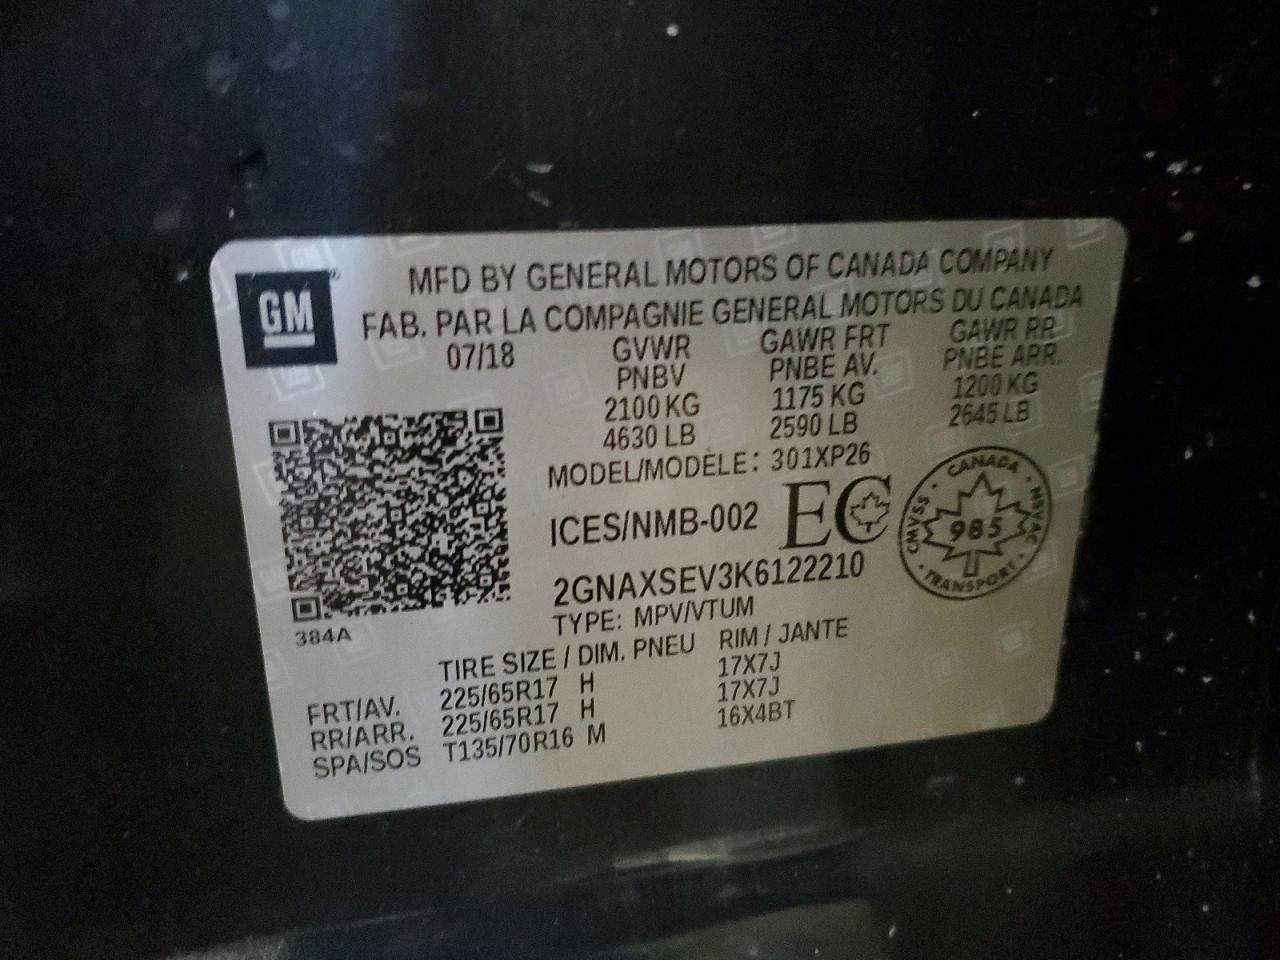 GM
MFD BY GENERAL MOTORS OF CANADA COMPANY
FAB. PAR LA COMPAGNIE GENERAL MOTORS DU CANADA
07/18 GVWR GAWR FRT GAWR RR
PNBV PNBE AV. PNBE ARR.
2100 KG 1175 KG 1200 KG
4630 LB 2590 LB 2645 LB
MODEL/MODÈLE: 301XP26
ICES/NMB-002 EC
CANADA
CMVSS 985 NSVAC
TRANSPORT
2GNAXSEV3K6122210
TYPE: MPV/VTUM
384A
TIRE SIZE / DIM. PNEU RIM / JANTE
FRT/AV. 225/65R17 H 17X7J
RR/ARR. 225/65R17 H 17X7J
SPA/SOS T135/70R16 M 16X4BT